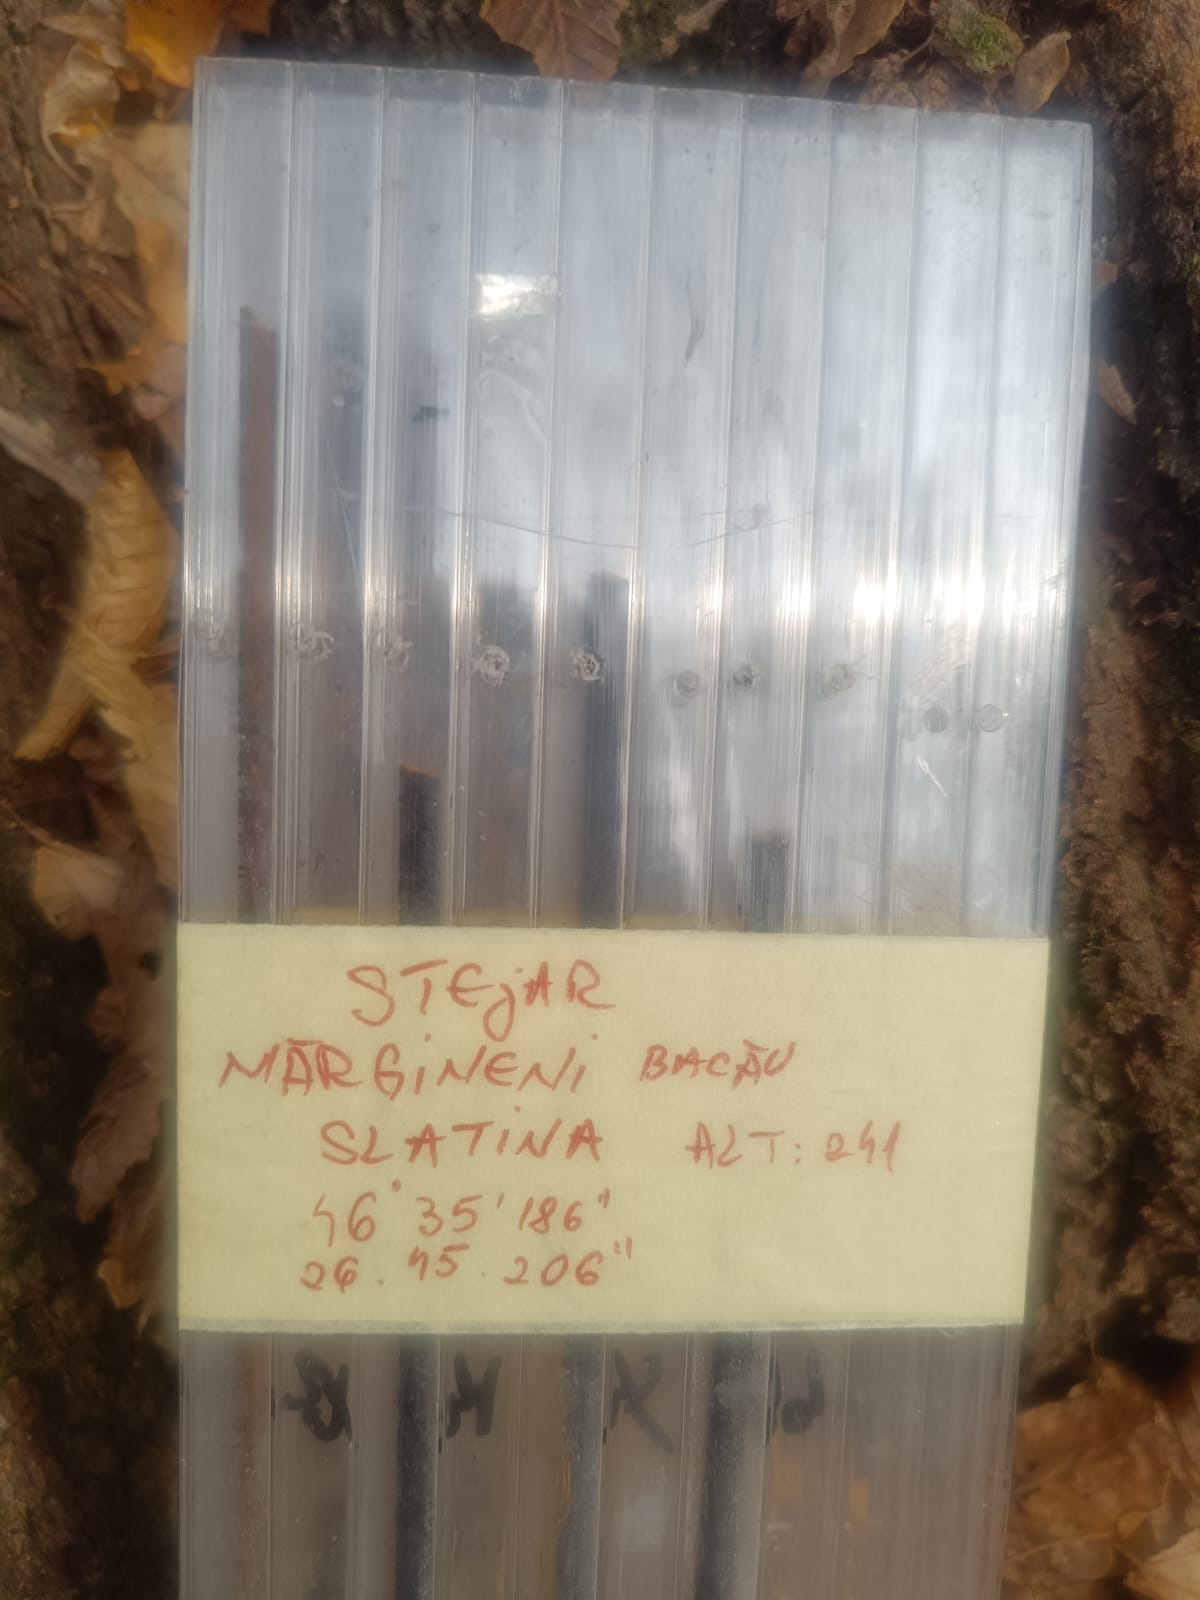 STEjAR
MĂRGiNENi BACĂU
SLATiNA ALT: 241
46° 35' 186"
26. 45. 206"